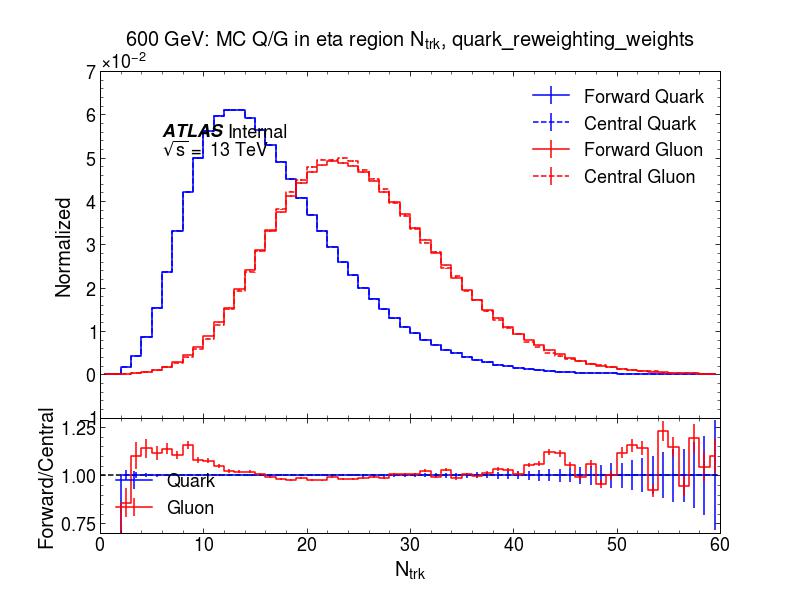 600 GeV: MC Q/G in eta region Ntrk, quark_reweighting_weights
×10−2
7
6
5
4
3
2
1
0
−1
Normalized
ATLAS Internal
√s = 13 TeV
Forward Quark
Central Quark
Forward Gluon
Central Gluon
1.25
1.00
0.75
Forward/Central
Quark
Gluon
0 10 20 30 40 50 60
Ntrk